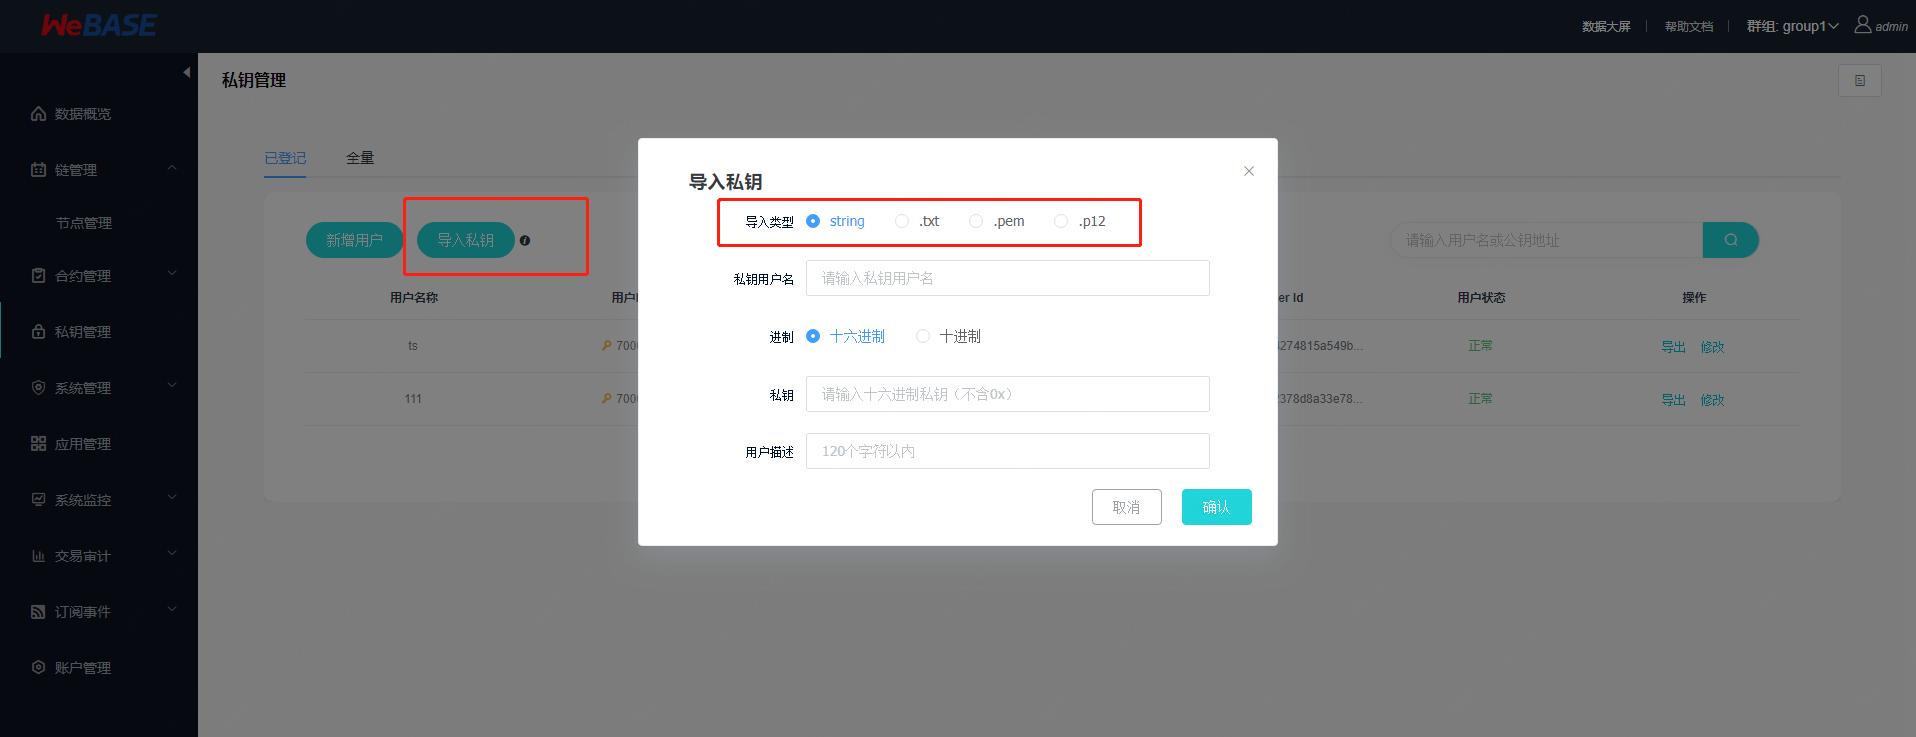 WeBASE
数据大屏
帮助文档
群组: group1
admin
数据概览
链管理
节点管理
合约管理
私钥管理
系统管理
应用管理
系统监控
交易审计
订阅事件
账户管理
私钥管理
已登记
全量
新增用户
导入私钥
请输入用户名或公钥地址
用户名称
用户
er Id
用户状态
操作
ts
700
274815a549b...
正常
导出
修改
111
700
378d8a33e78...
正常
导出
修改
导入私钥
导入类型
string
.txt
.pem
.p12
私钥用户名
请输入私钥用户名
进制
十六进制
十进制
私钥
请输入十六进制私钥（不含0x）
用户描述
120个字符以内
取消
确认